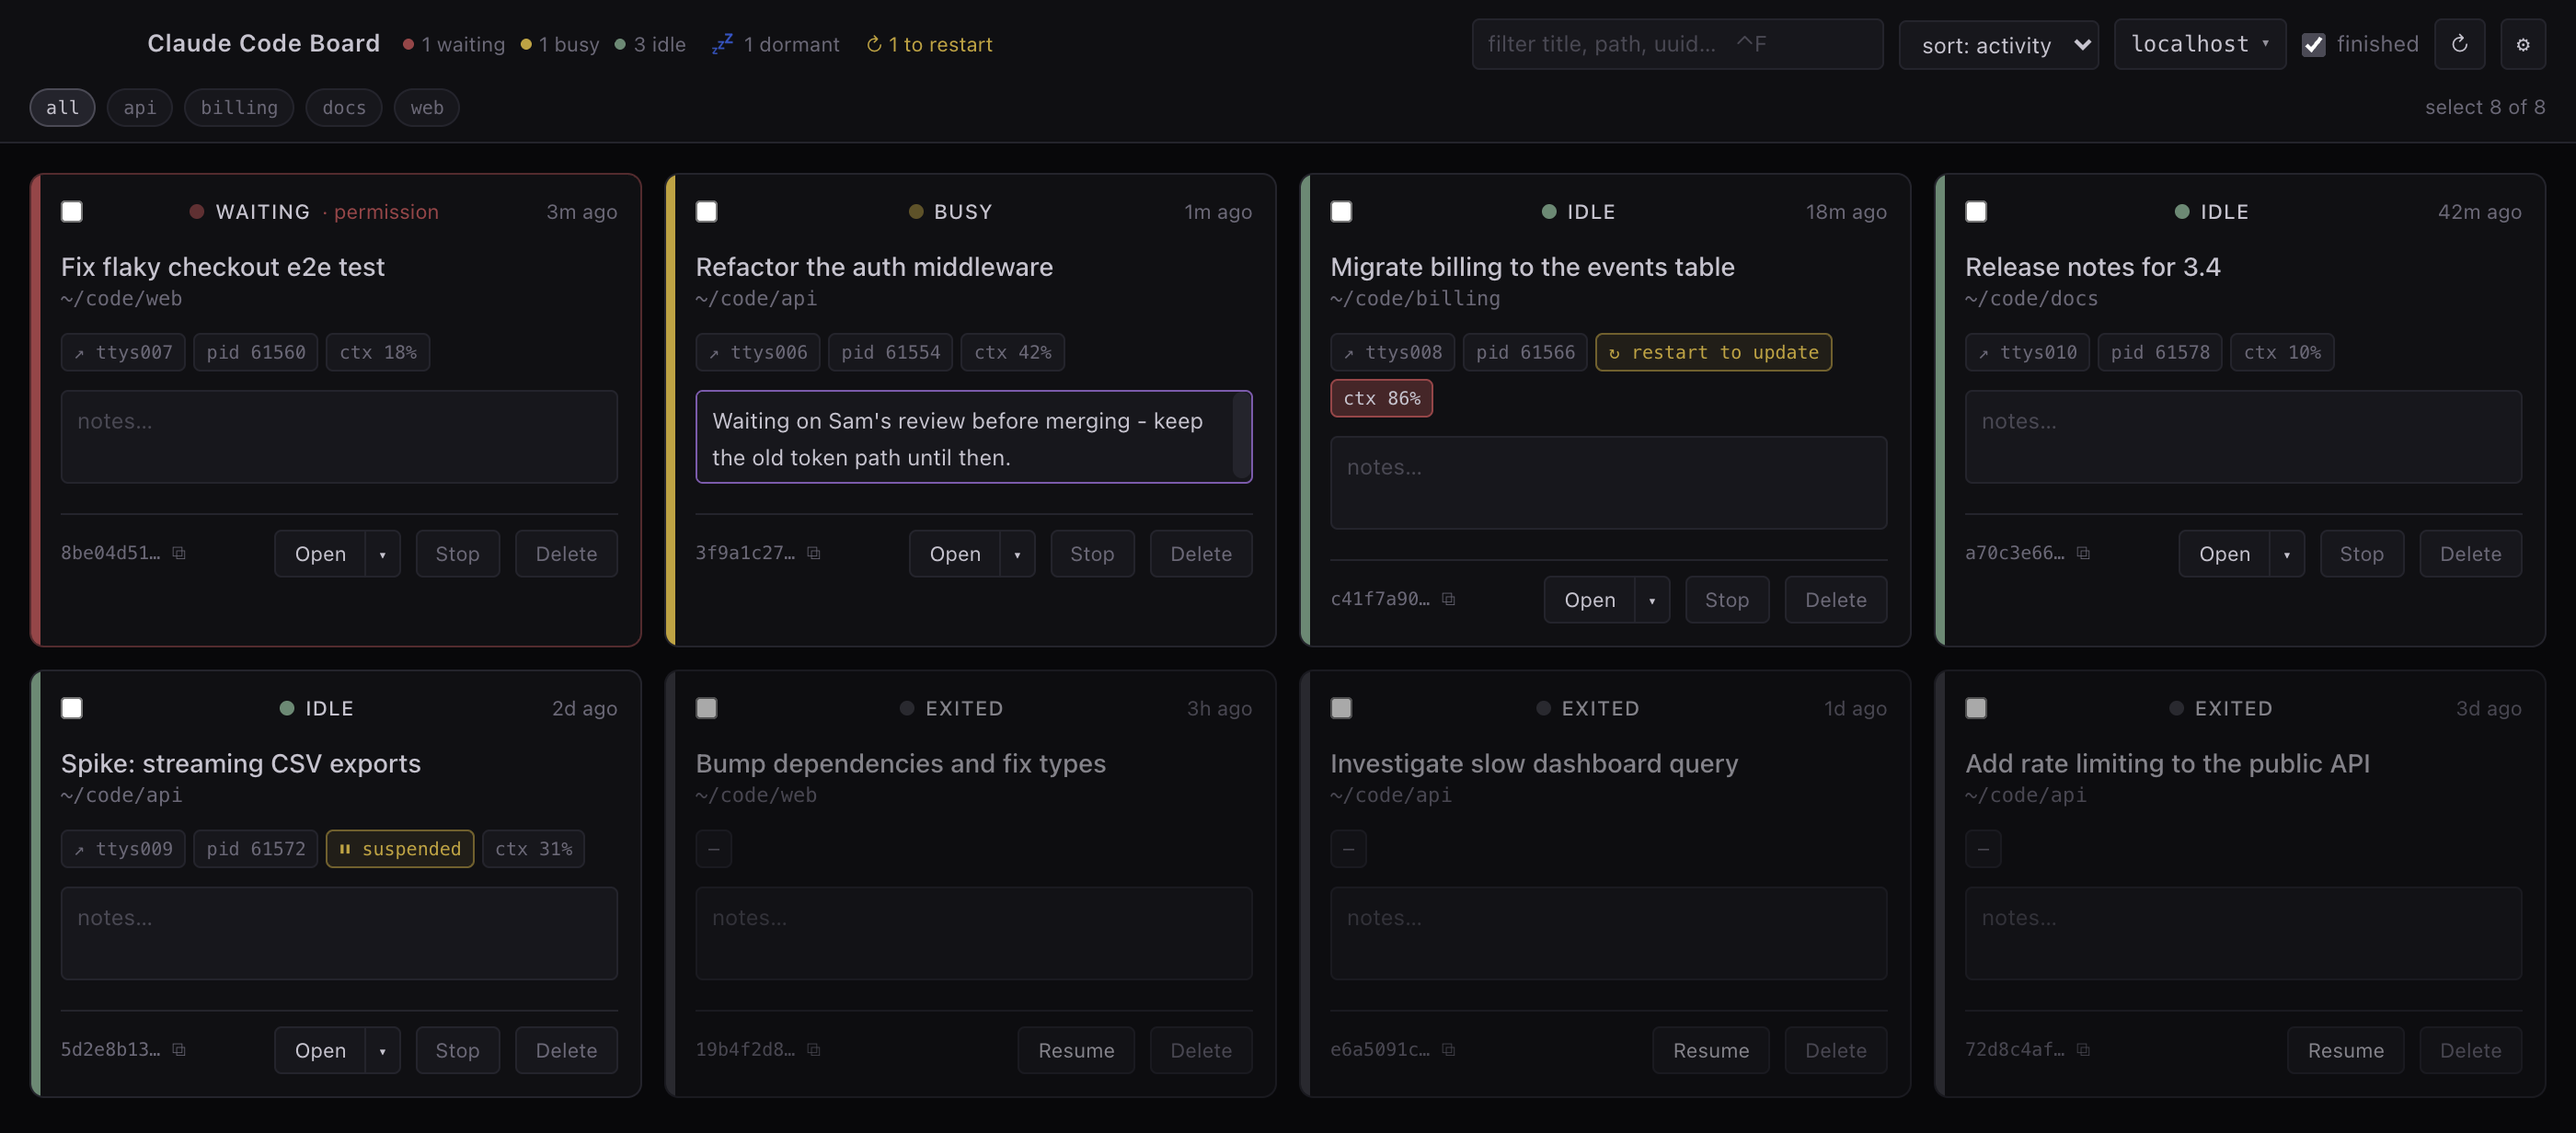 Claude Code Board 1 waiting 1 busy 3 idle 💤 1 dormant ↻ 1 to restart filter title, path, uuid… ^F sort: activity localhost ▾ finished ↻ ⚙
all api billing docs web select 8 of 8
WAITING · permission 3m ago
Fix flaky checkout e2e test
~/code/web
↗ ttys007 pid 61560 ctx 18%
notes…
8be04d51… Open ▾ Stop Delete
BUSY 1m ago
Refactor the auth middleware
~/code/api
↗ ttys006 pid 61554 ctx 42%
Waiting on Sam's review before merging - keep
the old token path until then.
3f9a1c27… Open ▾ Stop Delete
IDLE 18m ago
Migrate billing to the events table
~/code/billing
↗ ttys008 pid 61566 ↻ restart to update
ctx 86%
notes…
c41f7a90… Open ▾ Stop Delete
IDLE 42m ago
Release notes for 3.4
~/code/docs
↗ ttys010 pid 61578 ctx 10%
notes…
a70c3e66… Open ▾ Stop Delete
IDLE 2d ago
Spike: streaming CSV exports
~/code/api
↗ ttys009 pid 61572 ⏸ suspended ctx 31%
notes…
5d2e8b13… Open ▾ Stop Delete
EXITED 3h ago
Bump dependencies and fix types
~/code/web
—
notes…
19b4f2d8… Resume Delete
EXITED 1d ago
Investigate slow dashboard query
~/code/api
—
notes…
e6a5091c… Resume Delete
EXITED 3d ago
Add rate limiting to the public API
~/code/api
—
notes…
72d8c4af… Resume Delete